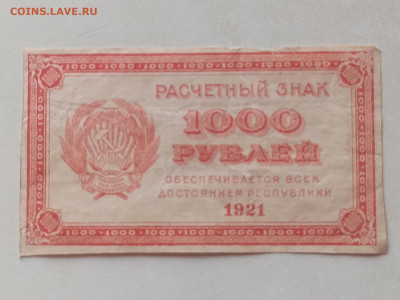 COINS.LAVE.RU
РАСЧЕТНЫЙ ЗНАК
1000
РУБЛЕЙ
ОБЕСПЕЧИВАЕТСЯ ВСЕМ
ДОСТОЯНИЕМ РЕСПУБЛИКИ
1921